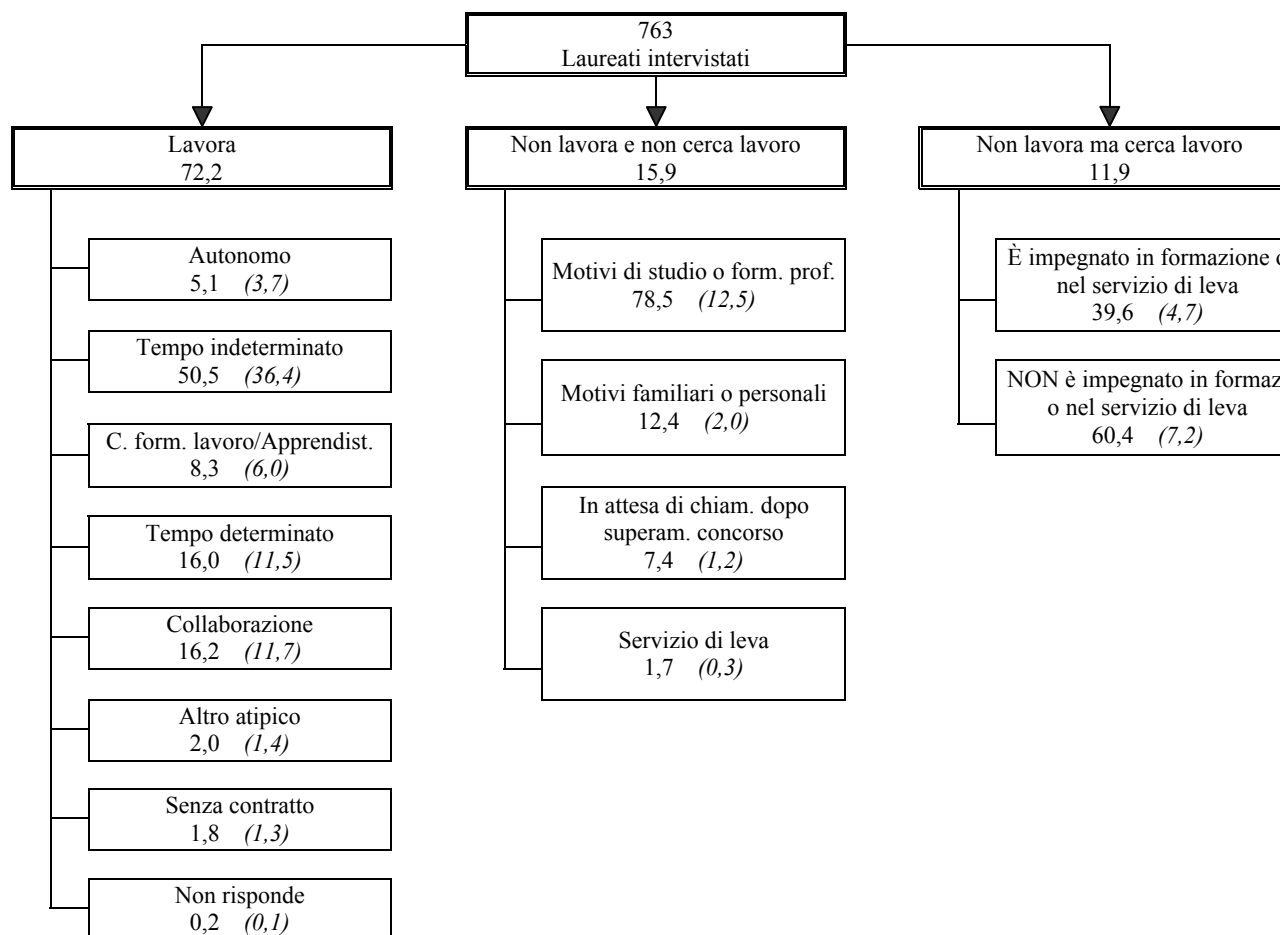 763
Laureati intervistati
Lavora
72,2
Autonomo
5,1 (3,7)
Tempo indeterminato
50,5 (36,4)
C. form. lavoro/Apprendist.
8,3 (6,0)
Tempo determinato
16,0 (11,5)
Collaborazione
16,2 (11,7)
Altro atipico
2,0 (1,4)
Senza contratto
1,8 (1,3)
Non risponde
0,2 (0,1)
Non lavora e non cerca lavoro
15,9
Motivi di studio o form. prof.
78,5 (12,5)
Motivi familiari o personali
12,4 (2,0)
In attesa di chiam. dopo
superam. concorso
7,4 (1,2)
Servizio di leva
1,7 (0,3)
Non lavora ma cerca lavoro
11,9
È impegnato in formazione
nel servizio di leva
39,6 (4,7)
NON è impegnato in
o nel servizio di leva
60,4 (7,2)